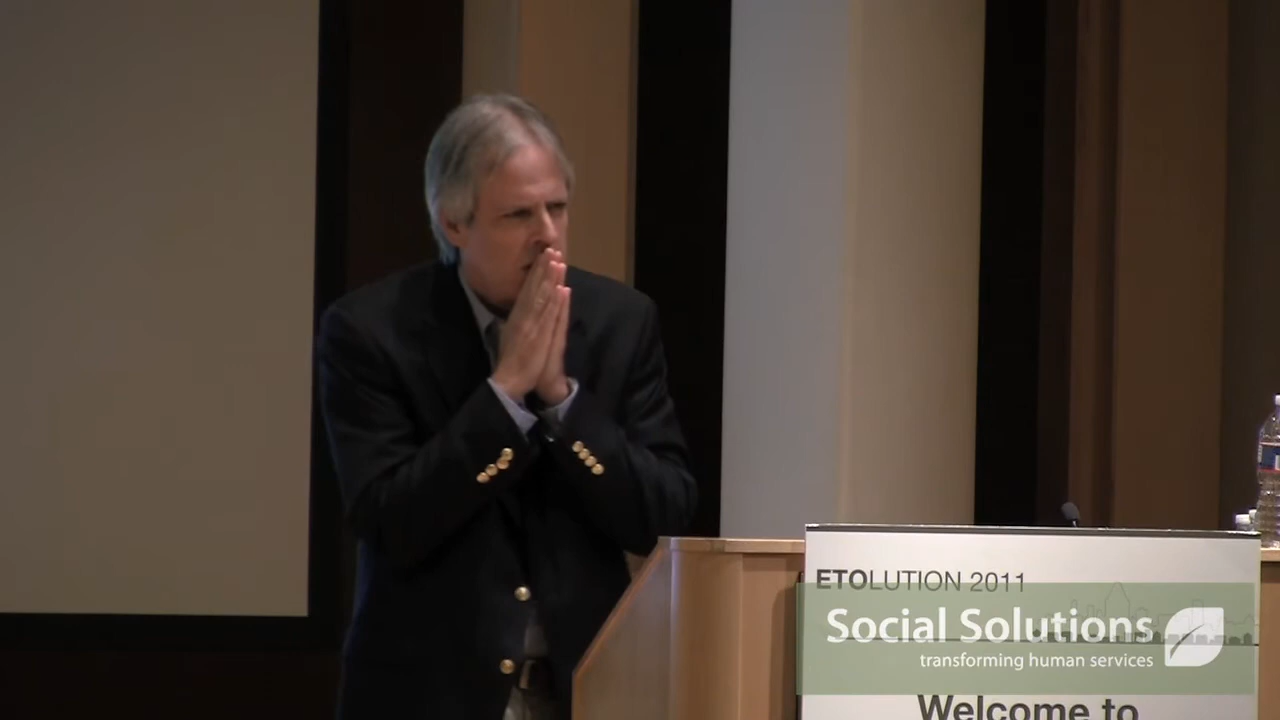 ETOLUTION 2011
Social Solutions
transforming human services
Welcome to